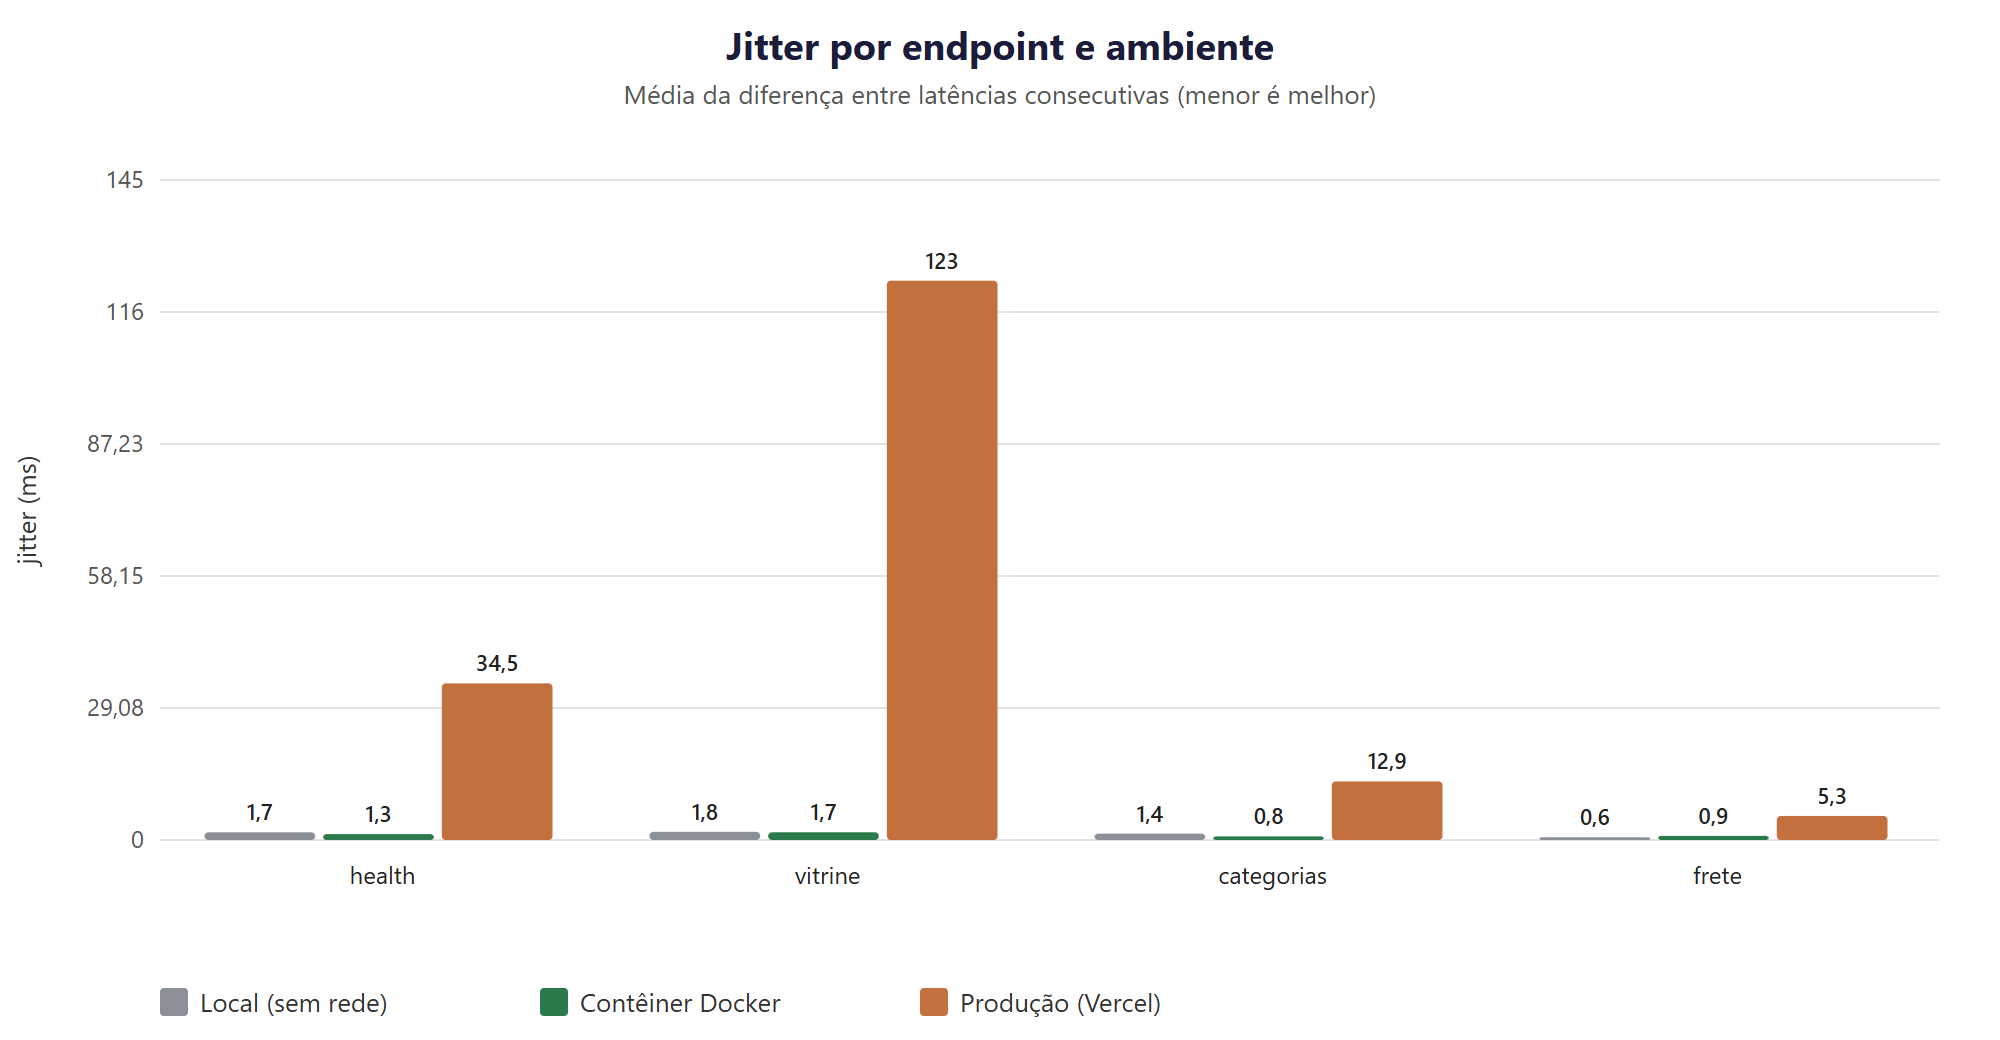 Jitter por endpoint e ambiente
Média da diferença entre latências consecutivas (menor é melhor)
jitter (ms)
145
116
87,23
58,15
29,08
0
1,7
1,3
34,5
1,8
1,7
123
1,4
0,8
12,9
0,6
0,9
5,3
health
vitrine
categorias
frete
Local (sem rede)
Contêiner Docker
Produção (Vercel)